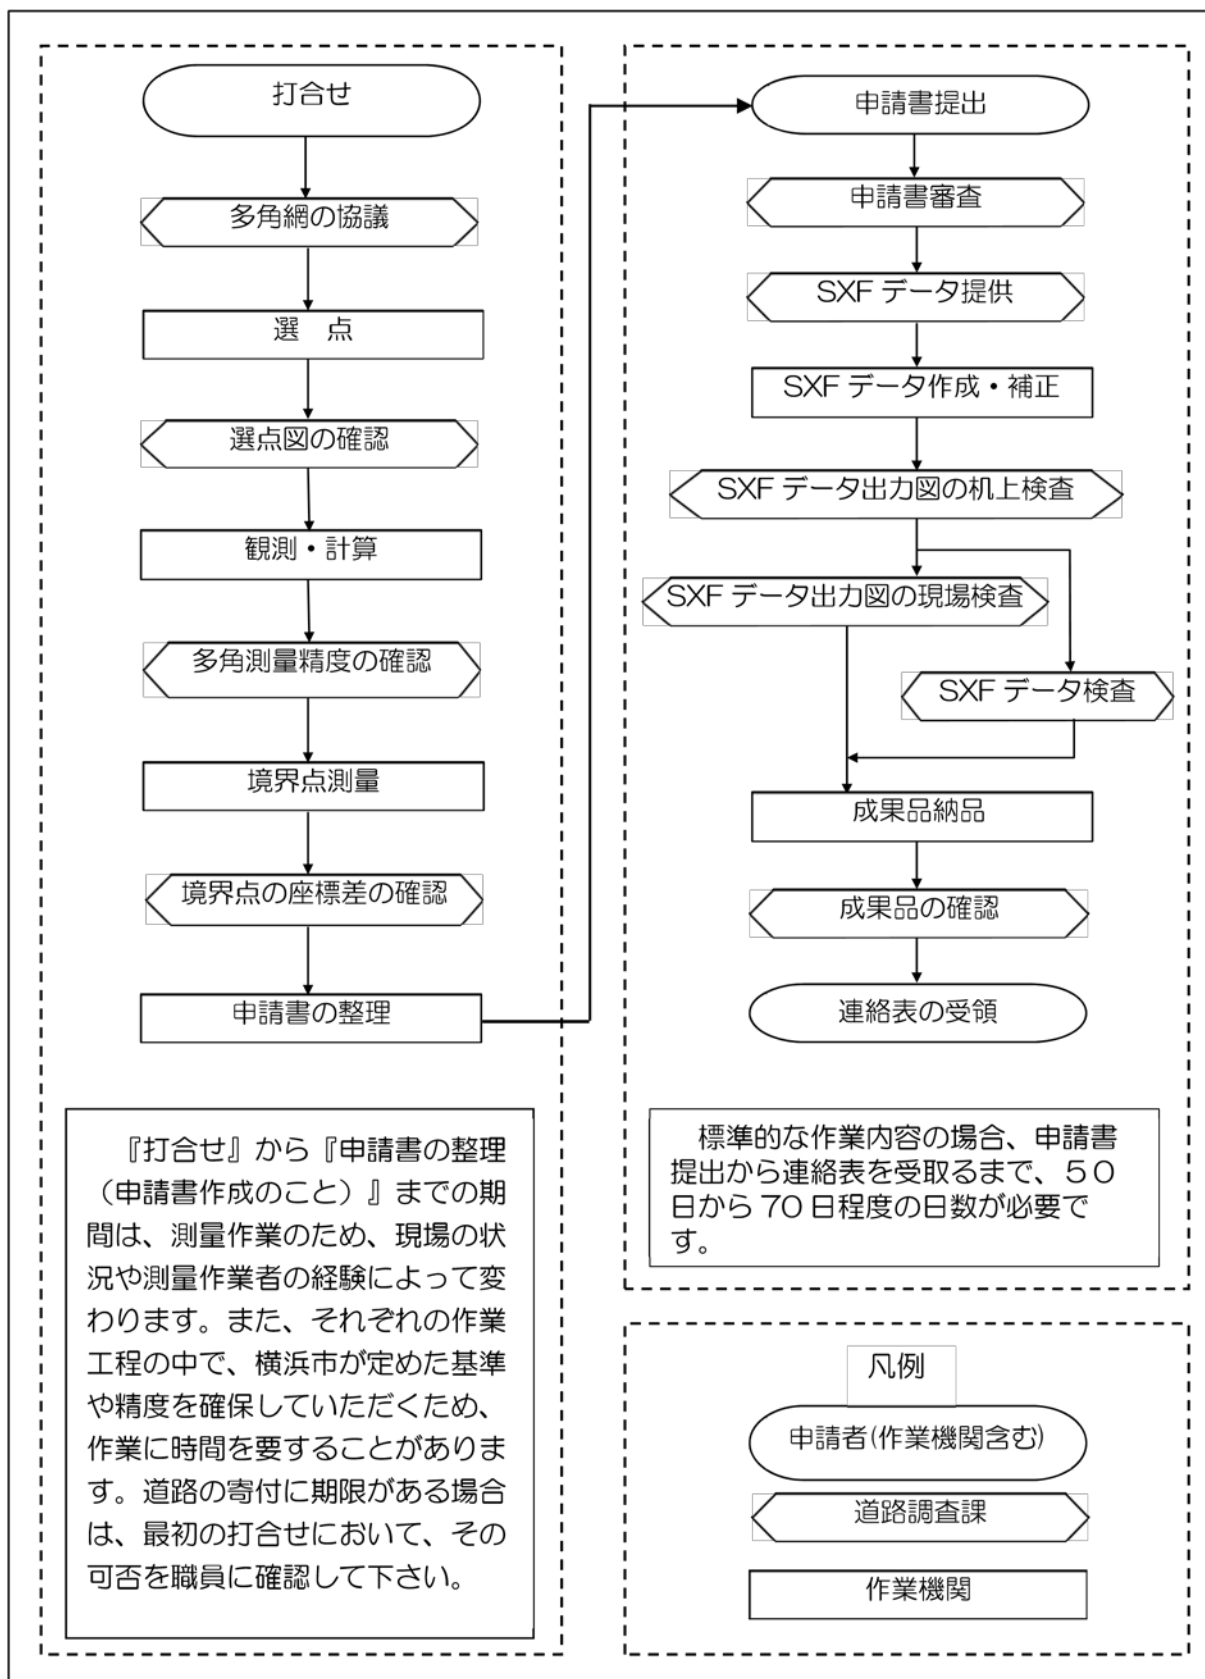 打合せ
多角網の協議
選　点
選点図の確認
観測・計算
多角測量精度の確認
境界点測量
境界点の座標差の確認
申請書の整理
『打合せ』から『申請書の整理
（申請書作成のこと）』までの期
間は、測量作業のため、現場の状
況や測量作業者の経験によって変
わります。また、それぞれの作業
工程の中で、横浜市が定めた基準
や精度を確保していただくため、
作業に時間を要することがありま
す。道路の寄付に期限がある場合
は、最初の打合せにおいて、その
可否を職員に確認して下さい。
申請書提出
申請書審査
SXF データ提供
SXF データ作成・補正
SXF データ出力図の机上検査
SXF データ出力図の現場検査
SXF データ検査
成果品納品
成果品の確認
連絡表の受領
標準的な作業内容の場合、申請書
提出から連絡表を受取るまで、５０
日から 70 日程度の日数が必要で
す。
凡例
申請者(作業機関含む)
道路調査課
作業機関